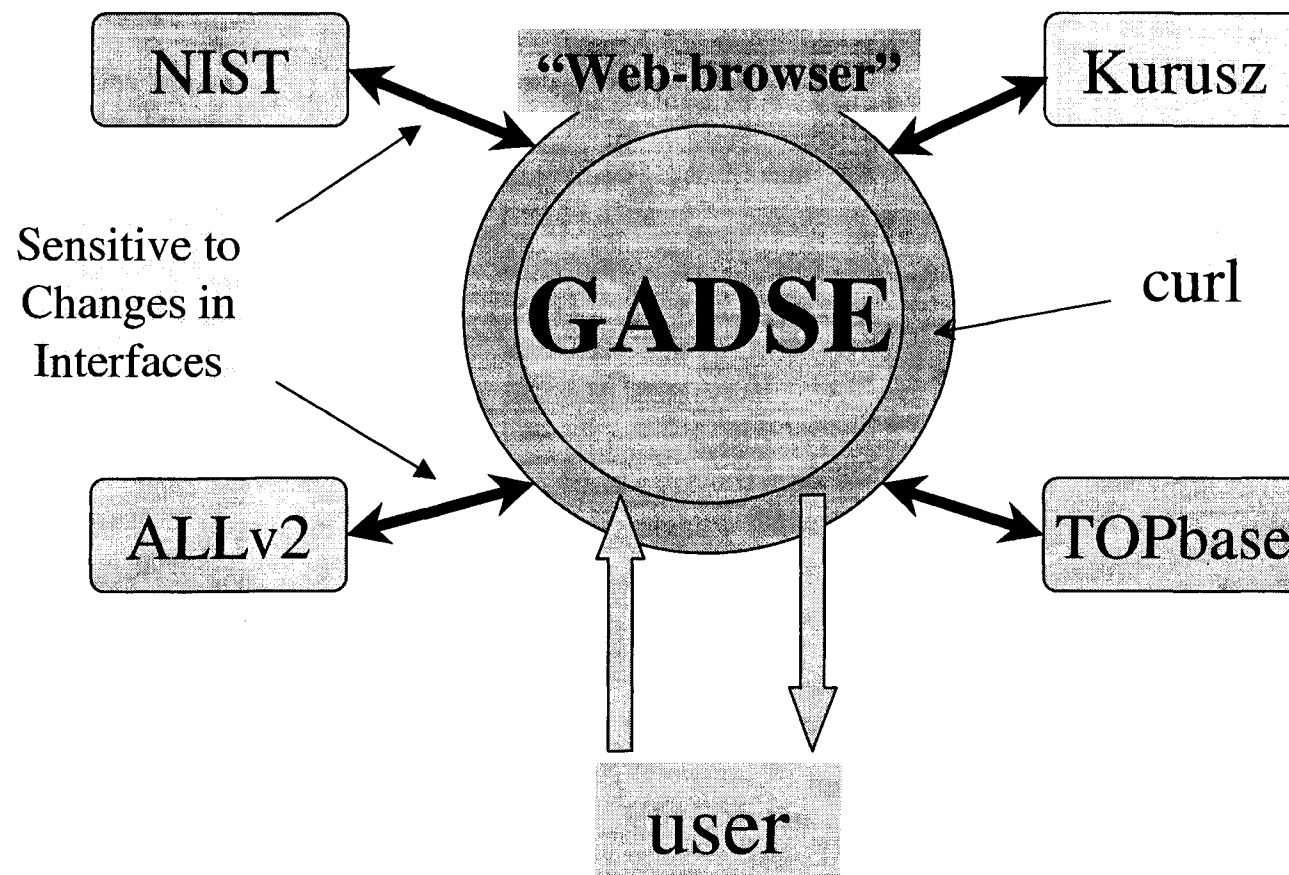 NIST
“Web-browser”
Kurusz
Sensitive to
Changes in
Interfaces
GADSE
curl
ALLv2
TOPbase
user